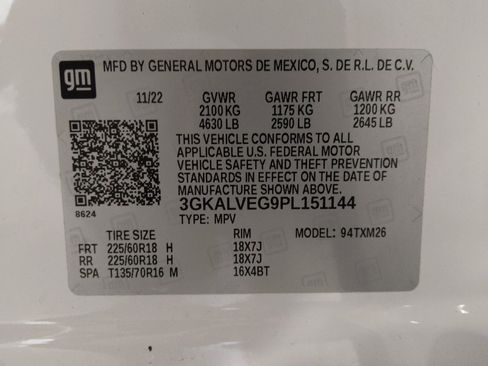 gm
MFD BY GENERAL MOTORS DE MEXICO, S. DE R.L. DE C.V.
11/22 GVWR GAWR FRT GAWR RR
2100 KG 1175 KG 1200 KG
4630 LB 2590 LB 2645 LB
THIS VEHICLE CONFORMS TO ALL
APPLICABLE U.S. FEDERAL MOTOR
VEHICLE SAFETY AND THEFT PREVENTION
STANDARDS IN EFFECT ON THE DATE OF
MANUFACTURE SHOWN ABOVE.
8624 3GKALVEG9PL151144
TYPE: MPV
TIRE SIZE RIM MODEL: 94TXM26
FRT 225/60R18 H 18X7J
RR 225/60R18 H 18X7J
SPA T135/70R16 M 16X4BT